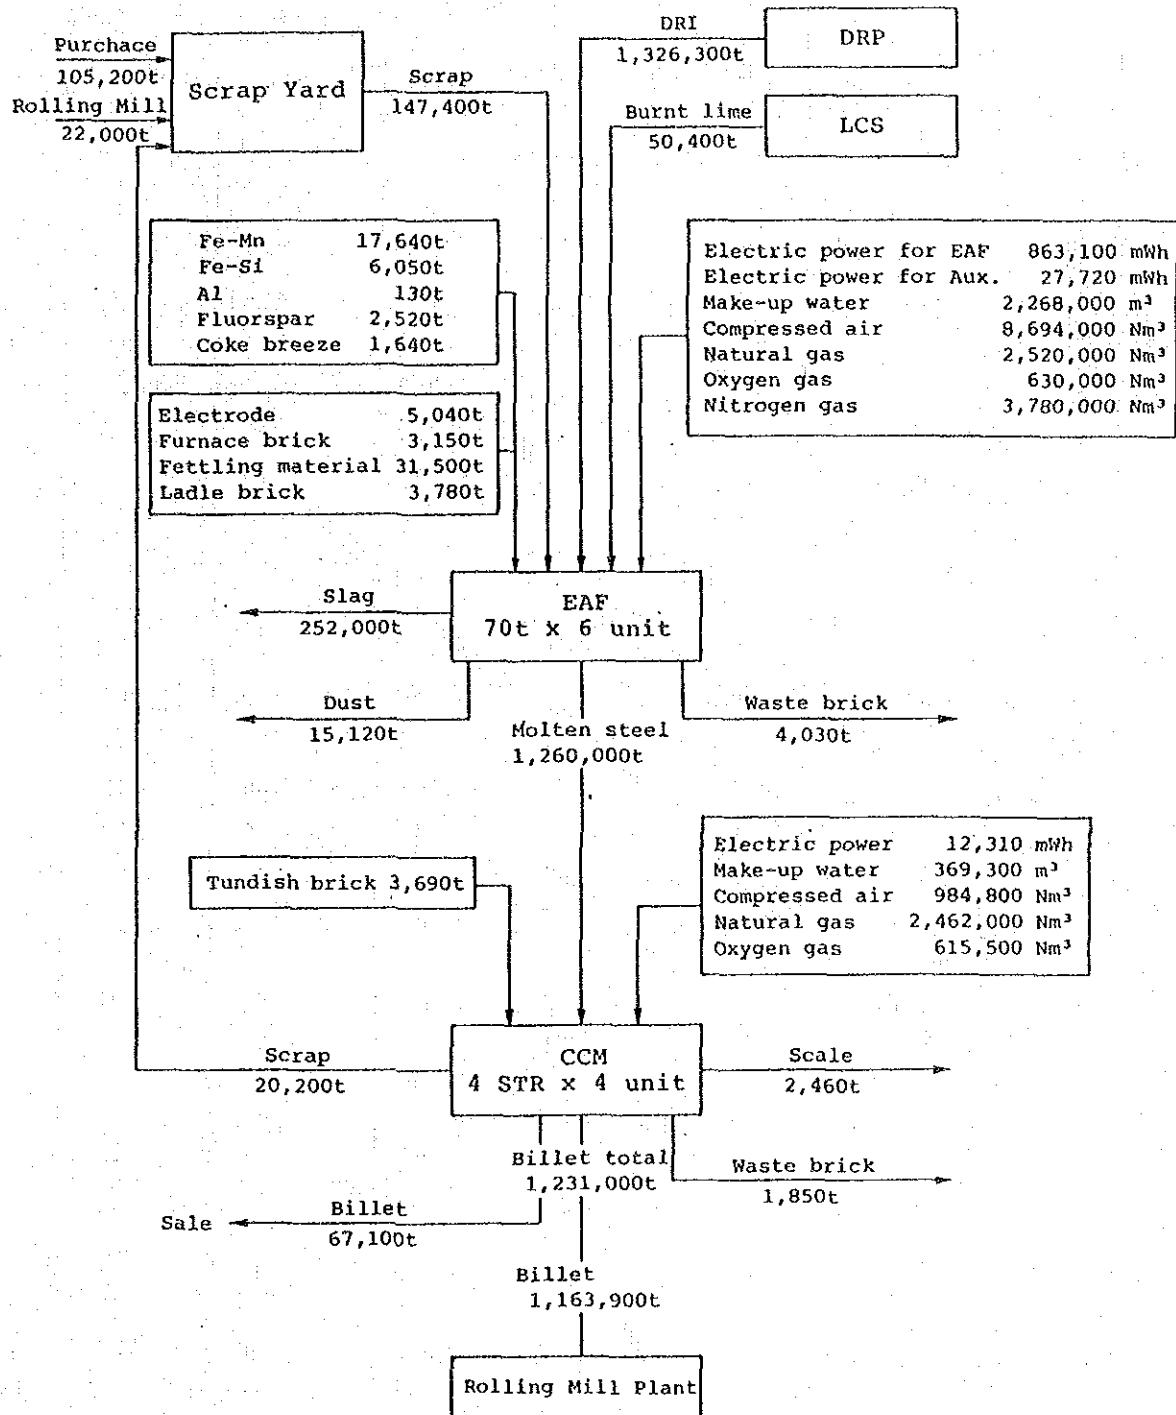 Purchace
105,200t
Rolling Mill
22,000t
Scrap Yard
Scrap
147,400t
DRI
1,326,300t
DRP
Burnt lime
50,400t
LCS
Fe-Mn 17,640t
Fe-Si 6,050t
Al 130t
Fluorspar 2,520t
Coke breeze 1,640t
Electrode 5,040t
Furnace brick 3,150t
Fettling material 31,500t
Ladle brick 3,780t
Electric power for EAF 863,100 mWh
Electric power for Aux. 27,720 mWh
Make-up water 2,268,000 m³
Compressed air 8,694,000 Nm³
Natural gas 2,520,000 Nm³
Oxygen gas 630,000 Nm³
Nitrogen gas 3,780,000 Nm³
EAF
70t x 6 unit
Slag
252,000t
Dust
15,120t
Molten steel
1,260,000t
Waste brick
4,030t
Tundish brick 3,690t
Electric power 12,310 mWh
Make-up water 369,300 m³
Compressed air 984,800 Nm³
Natural gas 2,462,000 Nm³
Oxygen gas 615,500 Nm³
CCM
4 STR x 4 unit
Scrap
20,200t
Scale
2,460t
Billet total
1,231,000t
Waste brick
1,850t
Sale
Billet
67,100t
Billet
1,163,900t
Rolling Mill Plant